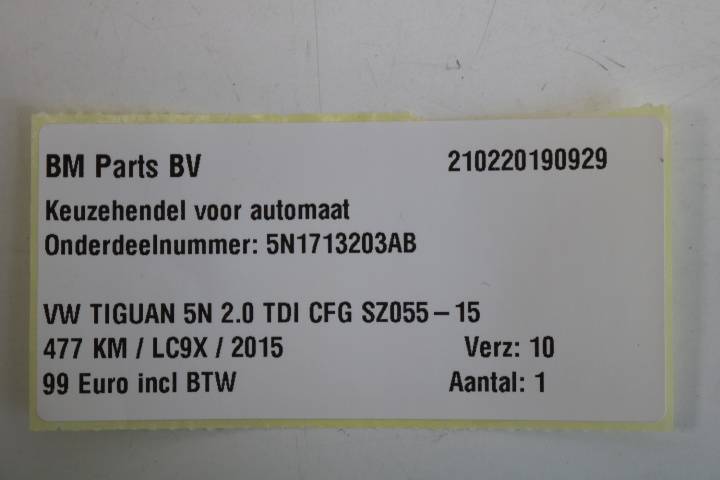 BM Parts BV 210220190929
Keuzehendel voor automaat
Onderdeelnummer: 5N1713203AB
VW TIGUAN 5N 2.0 TDI CFG SZ055 – 15
477 KM / LC9X / 2015 Verz: 10
99 Euro incl BTW Aantal: 1